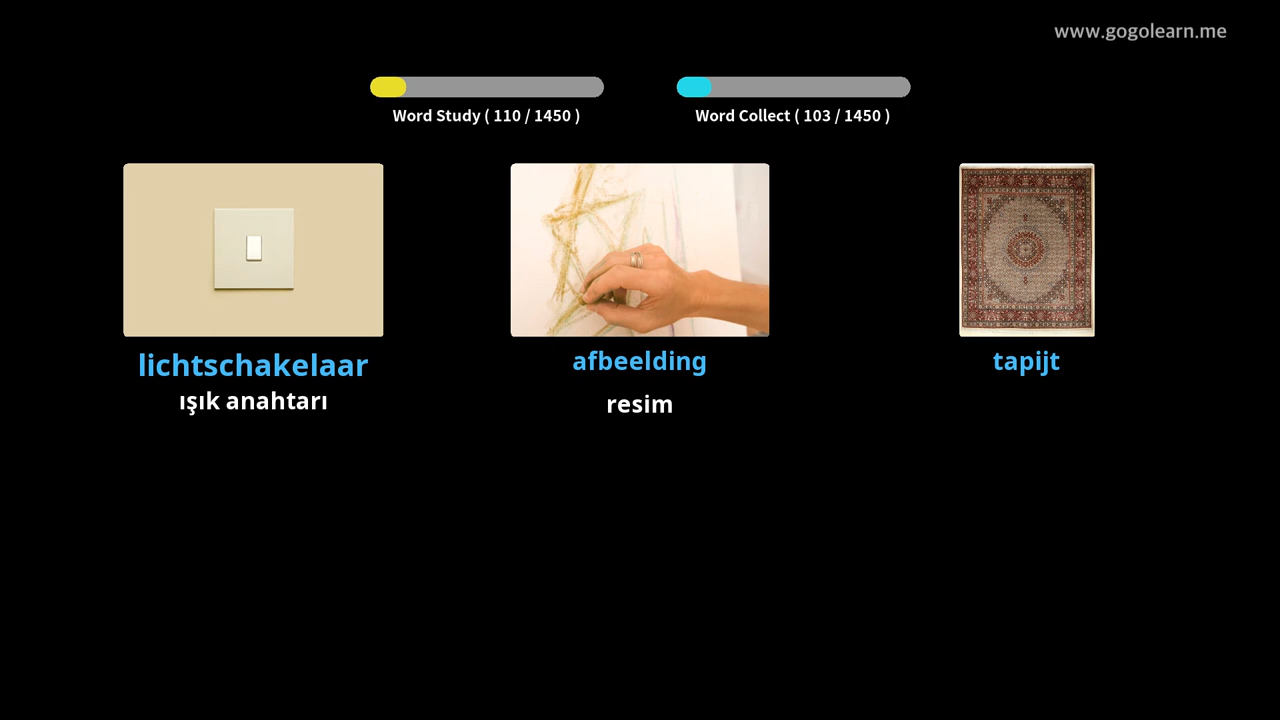 www.gogolearn.me
Word Study ( 110 / 1450 )
Word Collect ( 103 / 1450 )
lichtschakelaar
ışık anahtarı
afbeelding
resim
tapijt